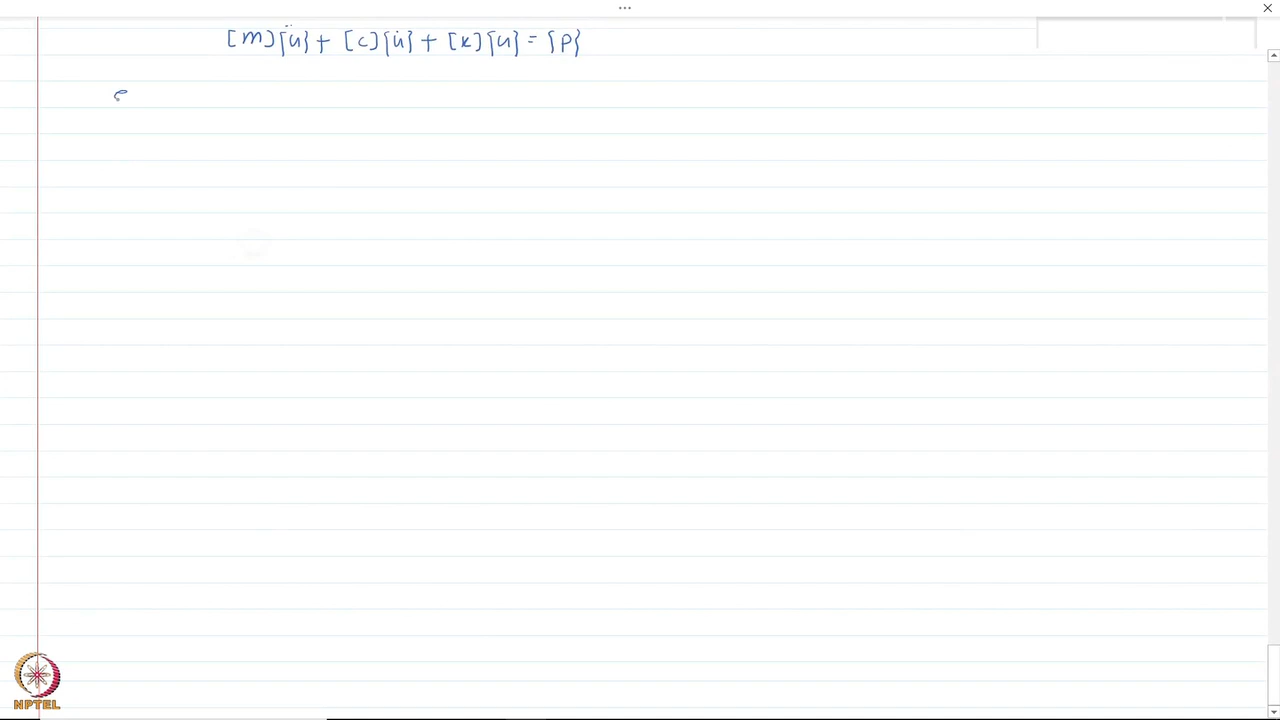 [m]{ü} + [c]{u̇} + [k]{u} = {p}
NPTEL